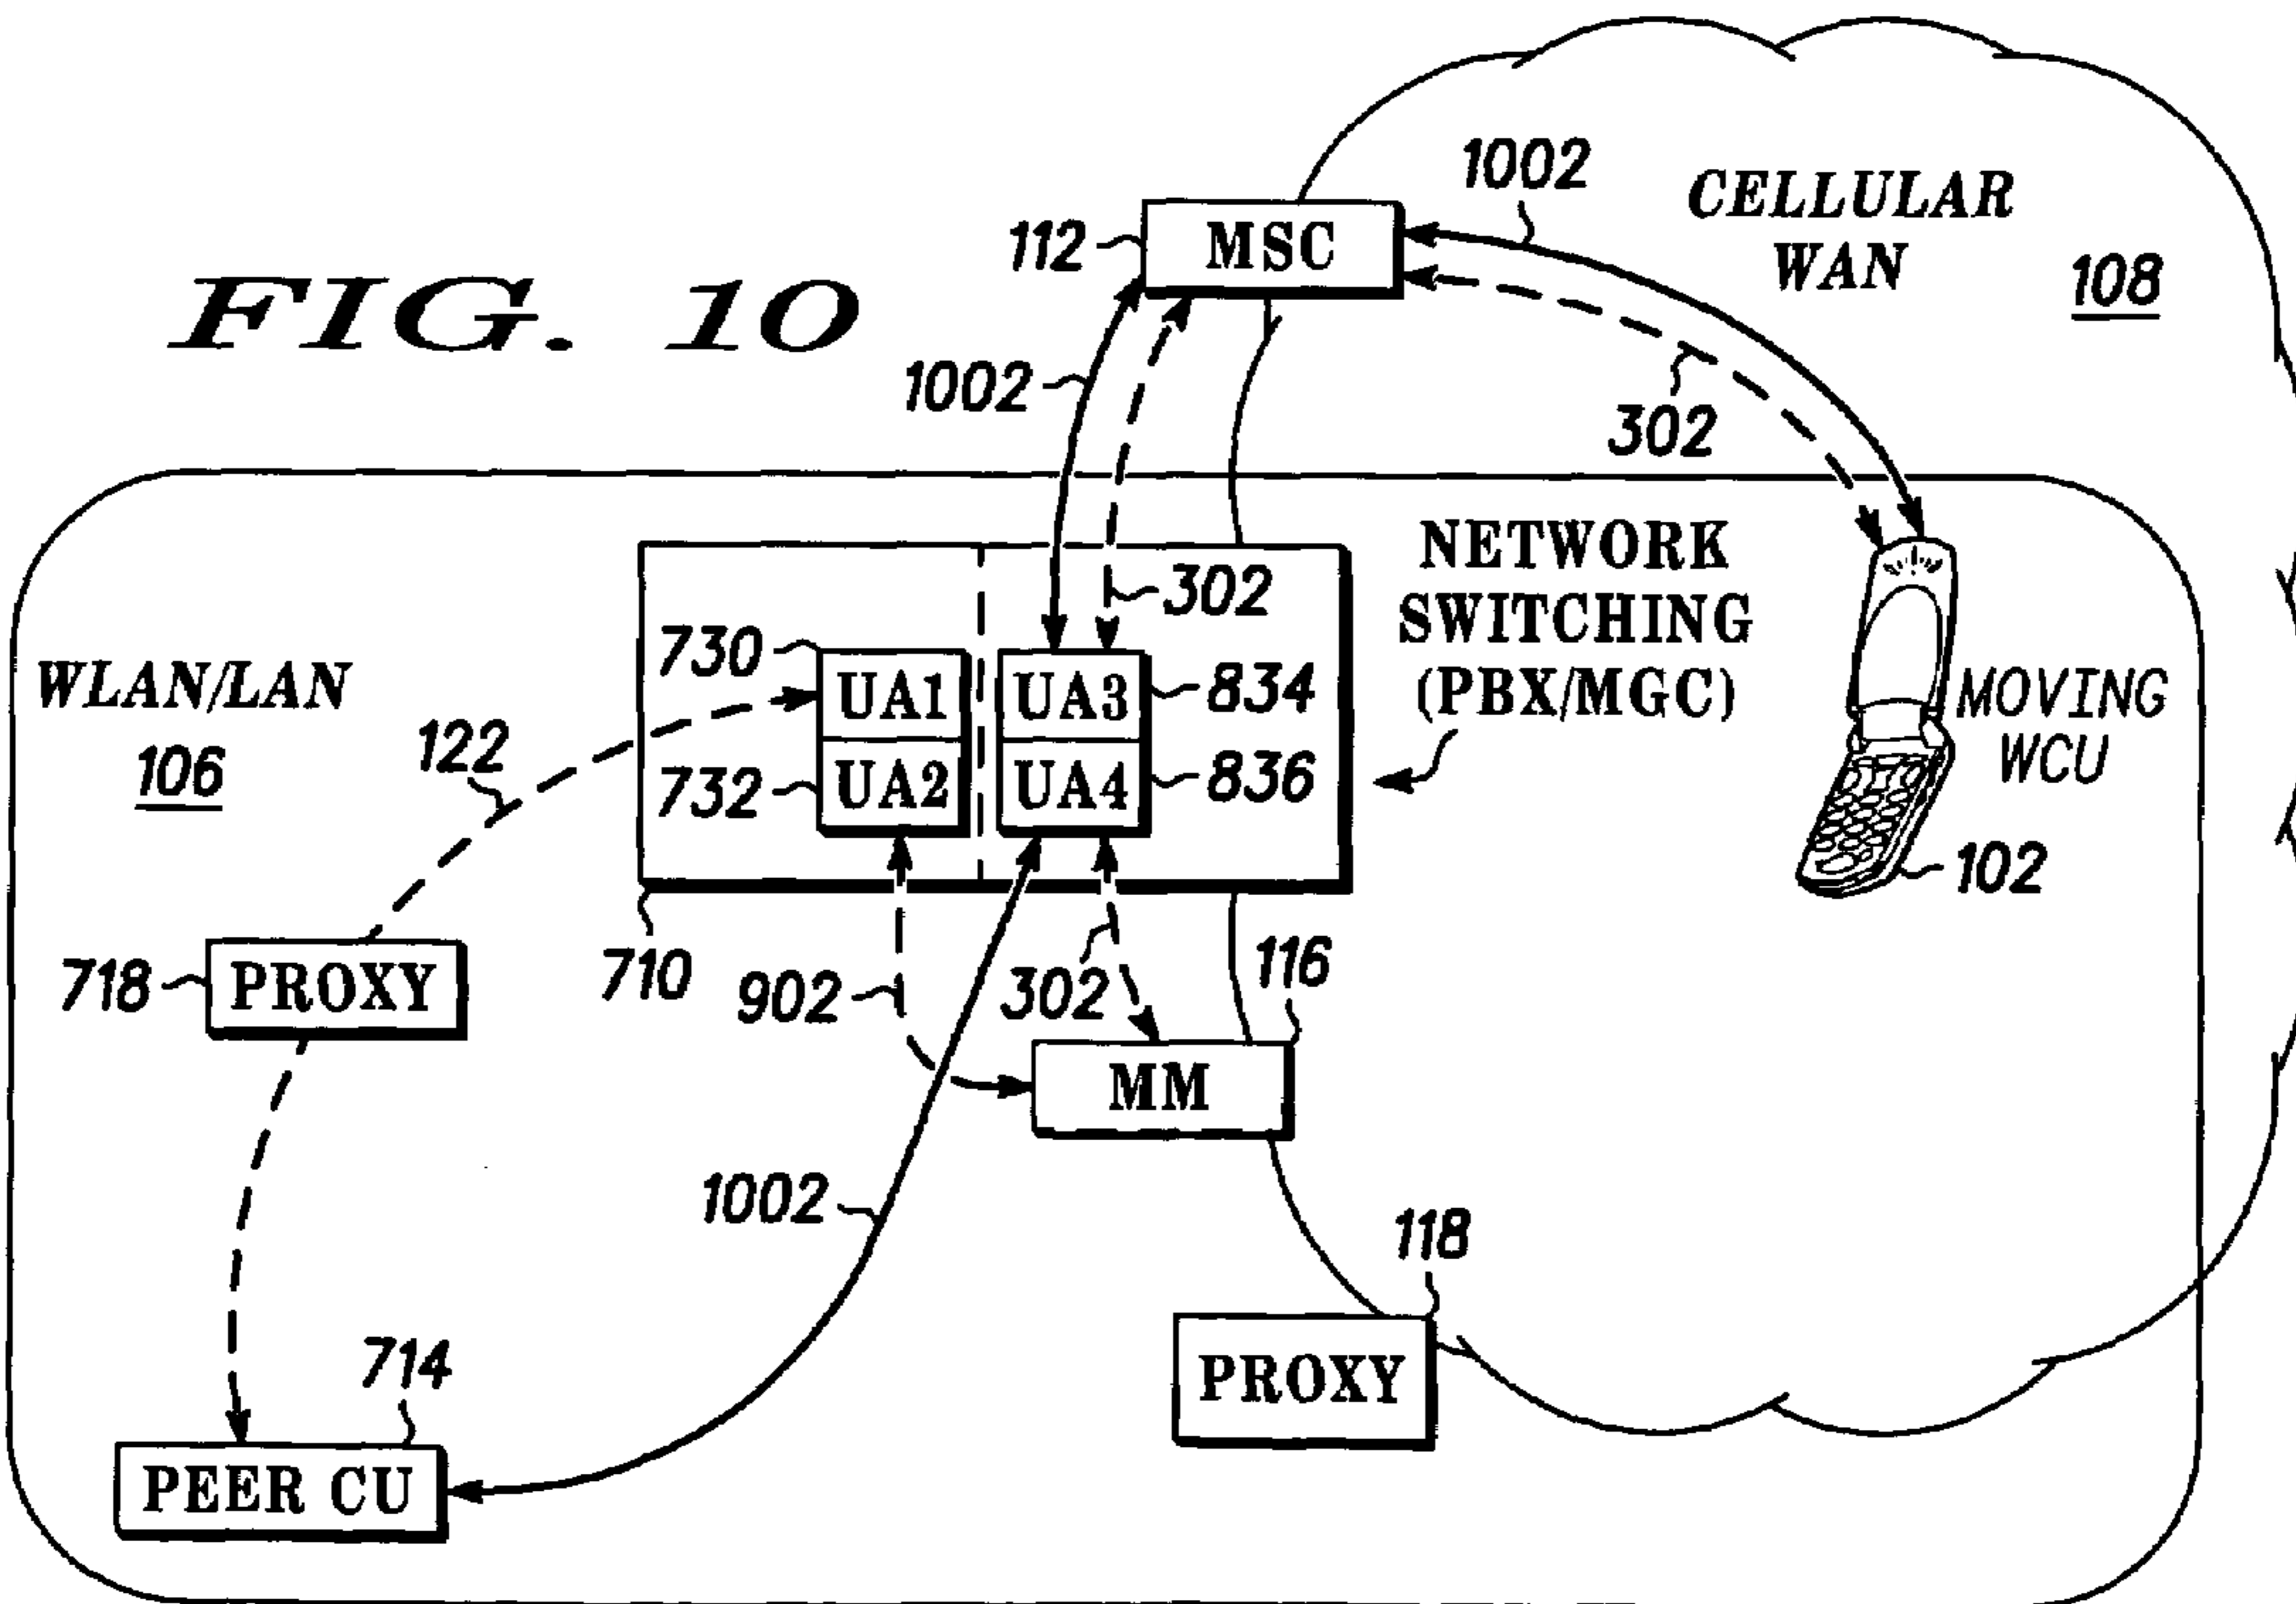 FIG. 10
112
MSC
1002
CELLULAR
WAN
108
1002
302
NETWORK
SWITCHING
(PBX/MGC)
302
730
UA1
UA3
834
732
UA2
UA4
836
WLAN/LAN
106
122
MOVING
WCU
102
718
PROXY
710
902
302
116
MM
1002
118
PROXY
714
PEER CU